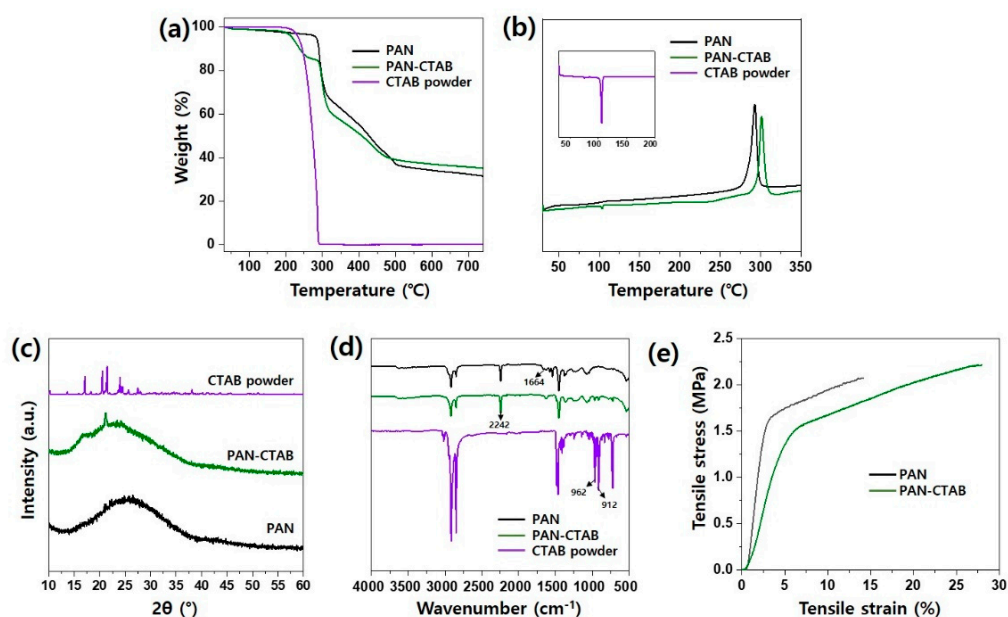 (a)
PAN
PAN-CTAB
CTAB powder
Weight (%)
100
80
60
40
20
0
100 200 300 400 500 600 700
Temperature (℃)
(b)
PAN
PAN-CTAB
CTAB powder
50 100 150 200
50 100 150 200 250 300 350
Temperature (℃)
(c)
CTAB powder
PAN-CTAB
PAN
Intensity (a.u.)
10 15 20 25 30 35 40 45 50 55 60
2θ (°)
(d)
1664
2242
962
912
PAN
PAN-CTAB
CTAB powder
4000 3500 3000 2500 2000 1500 1000 500
Wavenumber (cm⁻¹)
(e)
Tensile stress (MPa)
2.5
2.0
1.5
1.0
0.5
0.0
PAN
PAN-CTAB
0 5 10 15 20 25 30
Tensile strain (%)